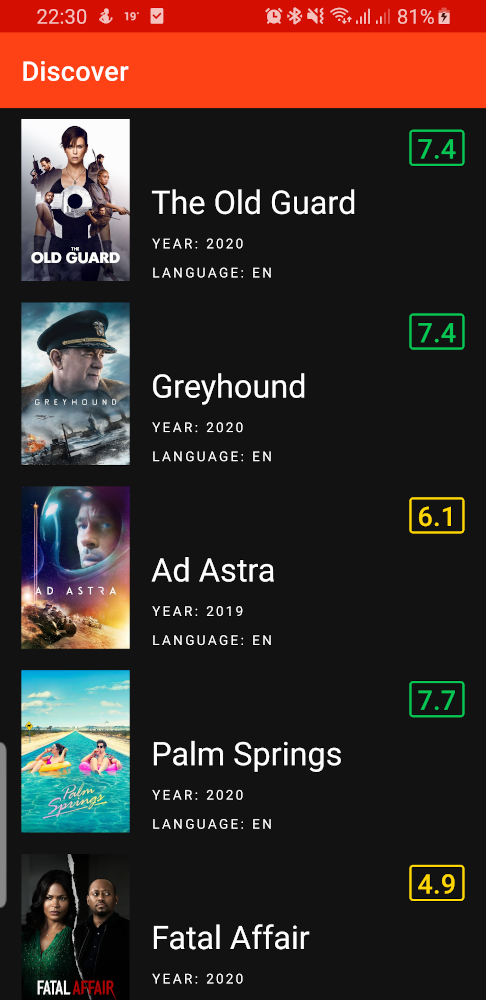 22:30 19° 81%
Discover
7.4
The Old Guard
YEAR: 2020
LANGUAGE: EN
THE
OLD GUARD
7.4
Greyhound
YEAR: 2020
LANGUAGE: EN
GREYHOUND
6.1
Ad Astra
YEAR: 2019
LANGUAGE: EN
AD ASTRA
7.7
Palm Springs
YEAR: 2020
LANGUAGE: EN
Palm
Springs
4.9
Fatal Affair
YEAR: 2020
FATAL AFFAIR